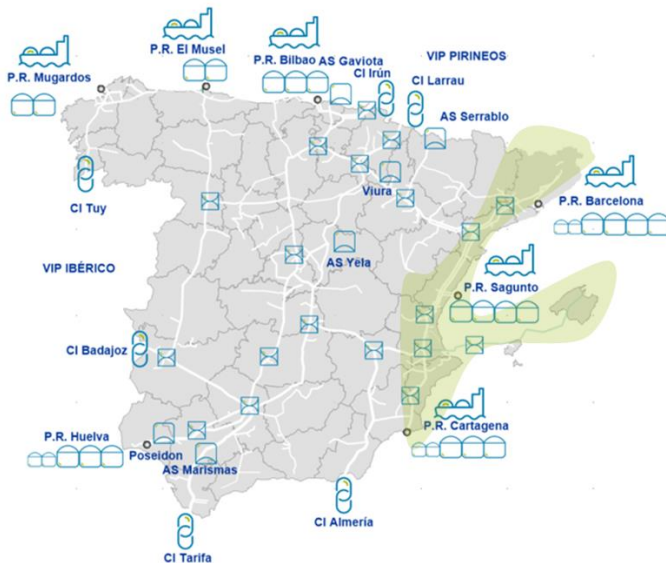 P.R. El Musel
P.R. Bilbao
AS Gaviota
VIP PIRINEOS
CI Irún
CI Larrau
P.R. Mugardos
AS Serrablo
Viura
CI Tuy
P.R. Barcelona
AS Yela
VIP IBÉRICO
P.R. Sagunto
CI Badajoz
P.R. Cartagena
P.R. Huelva
Poseidon
AS Marismas
CI Almería
CI Tarifa